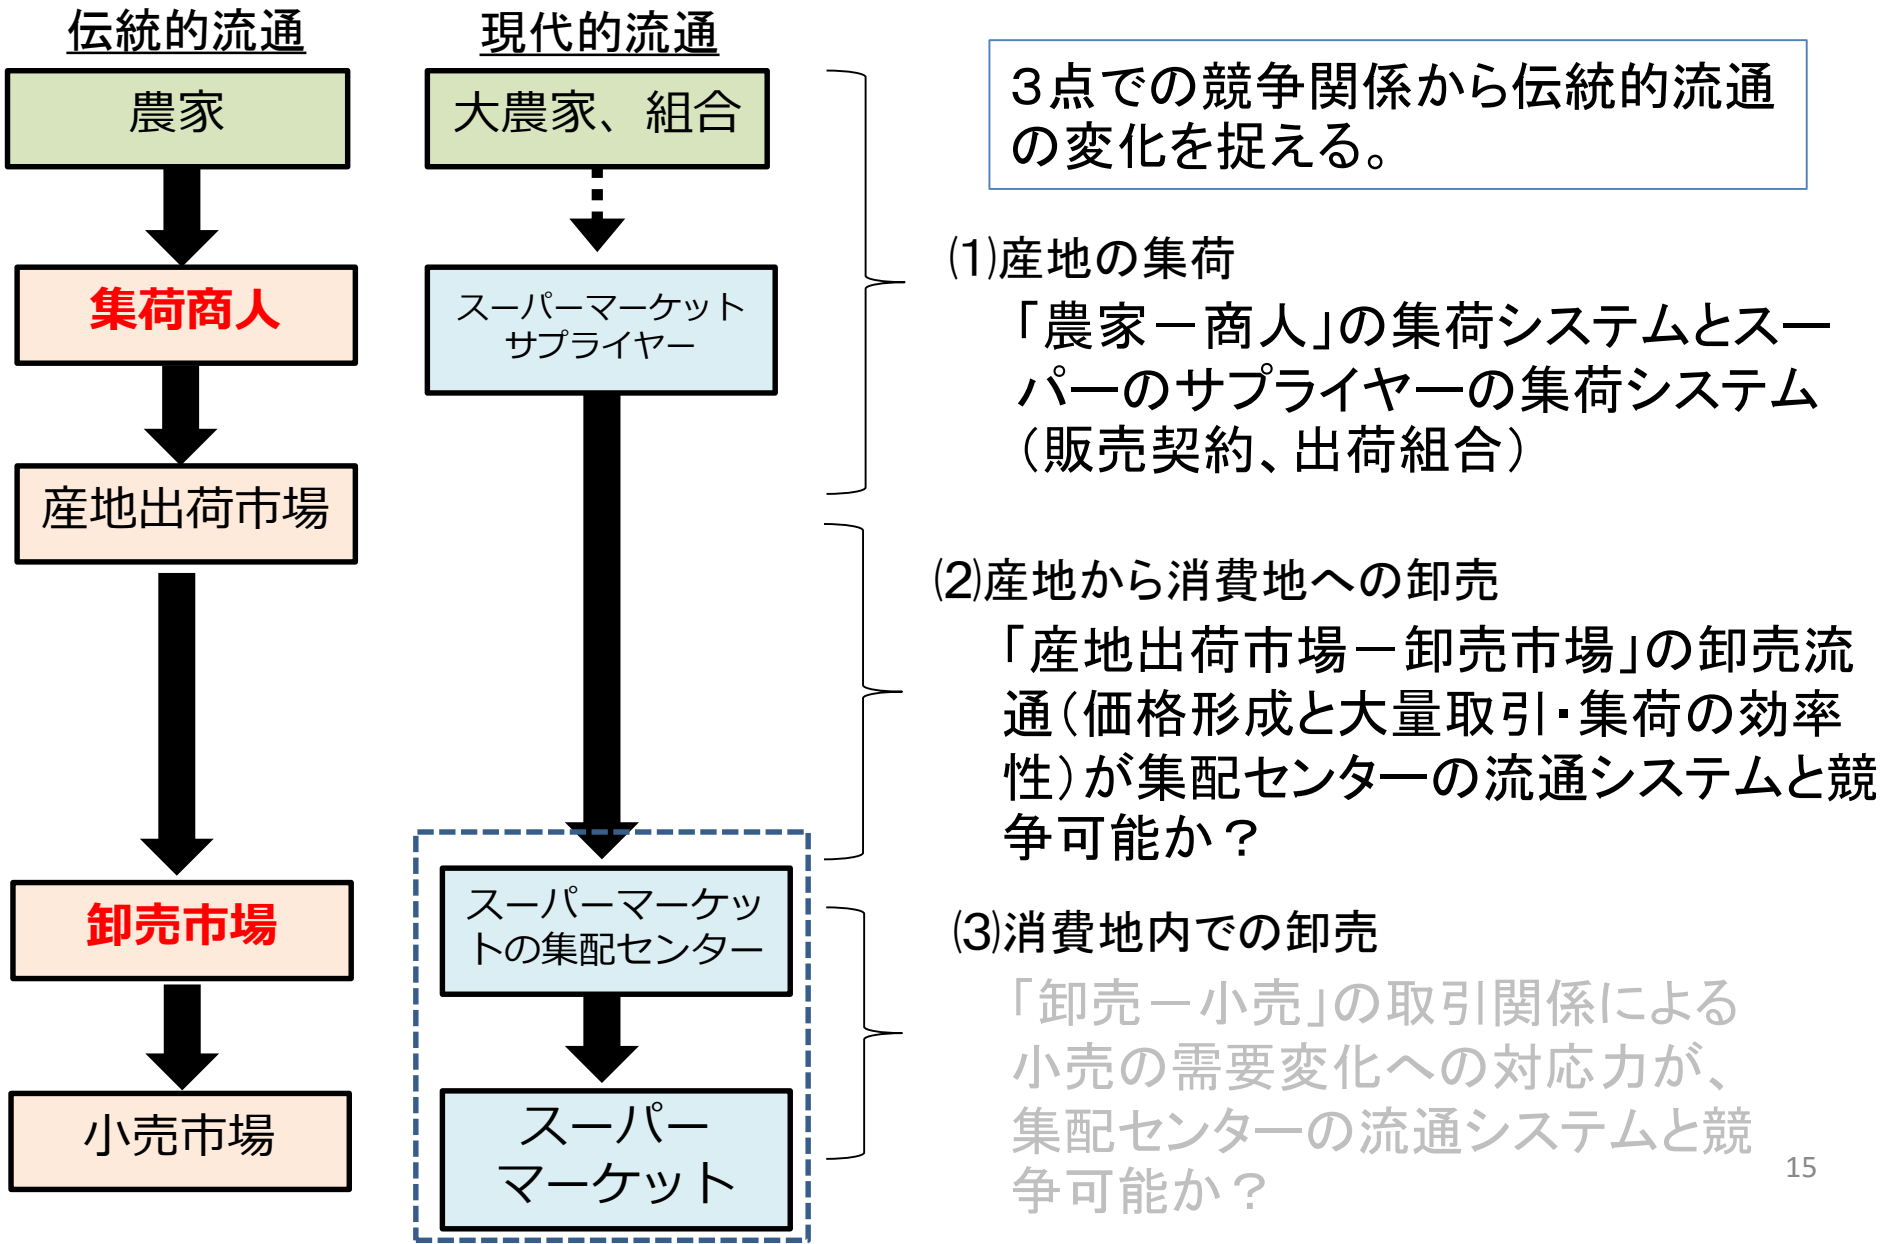 伝統的流通
農家
集荷商人
産地出荷市場
卸売市場
小売市場
現代的流通
大農家、組合
スーパーマーケット
サプライヤー
スーパーマーケッ
トの集配センター
スーパー
マーケット
３点での競争関係から伝統的流通
の変化を捉える。
⑴産地の集荷
「農家－商人」の集荷システムとスー
パーのサプライヤーの集荷システム
（販売契約、出荷組合）
⑵産地から消費地への卸売
「産地出荷市場－卸売市場」の卸売流
通（価格形成と大量取引・集荷の効率
性）が集配センターの流通システムと競
争可能か？
⑶消費地内での卸売
「卸売－小売」の取引関係による
小売の需要変化への対応力が、
集配センターの流通システムと競
争可能か？
15